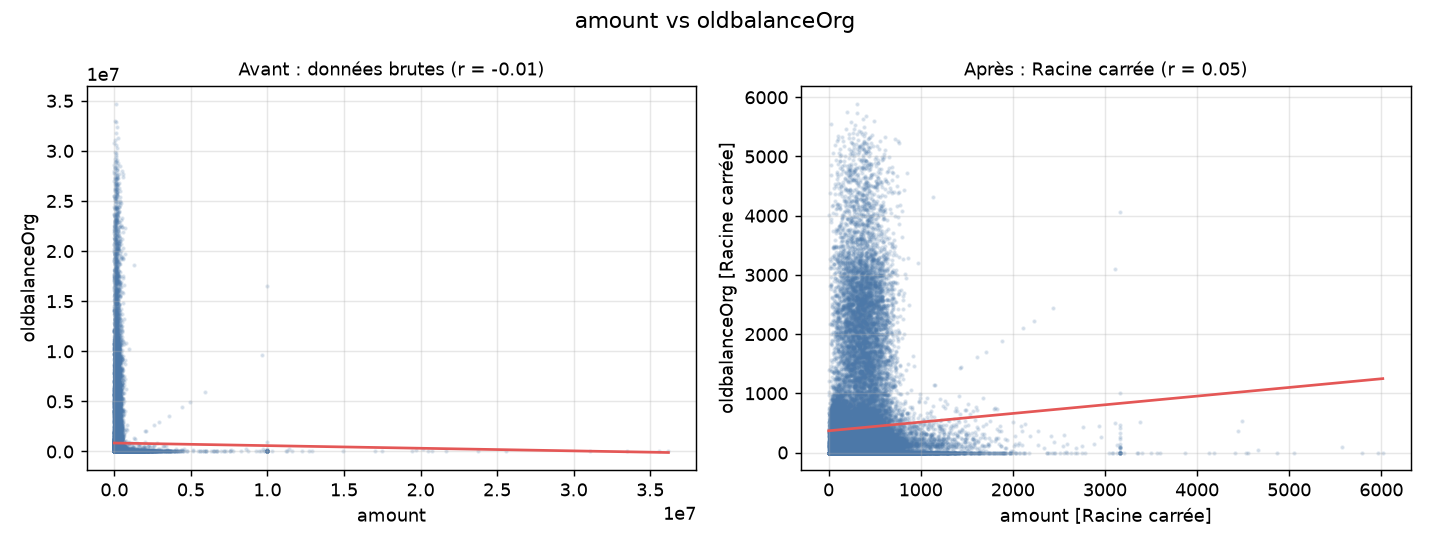 amount vs oldbalanceOrg
Avant : données brutes (r = -0.01)
1e7
3.5
3.0
2.5
2.0
1.5
1.0
0.5
0.0
oldbalanceOrg
0.0 0.5 1.0 1.5 2.0 2.5 3.0 3.5
1e7
amount
Après : Racine carrée (r = 0.05)
6000
5000
4000
3000
2000
1000
0
oldbalanceOrg [Racine carrée]
0 1000 2000 3000 4000 5000 6000
amount [Racine carrée]